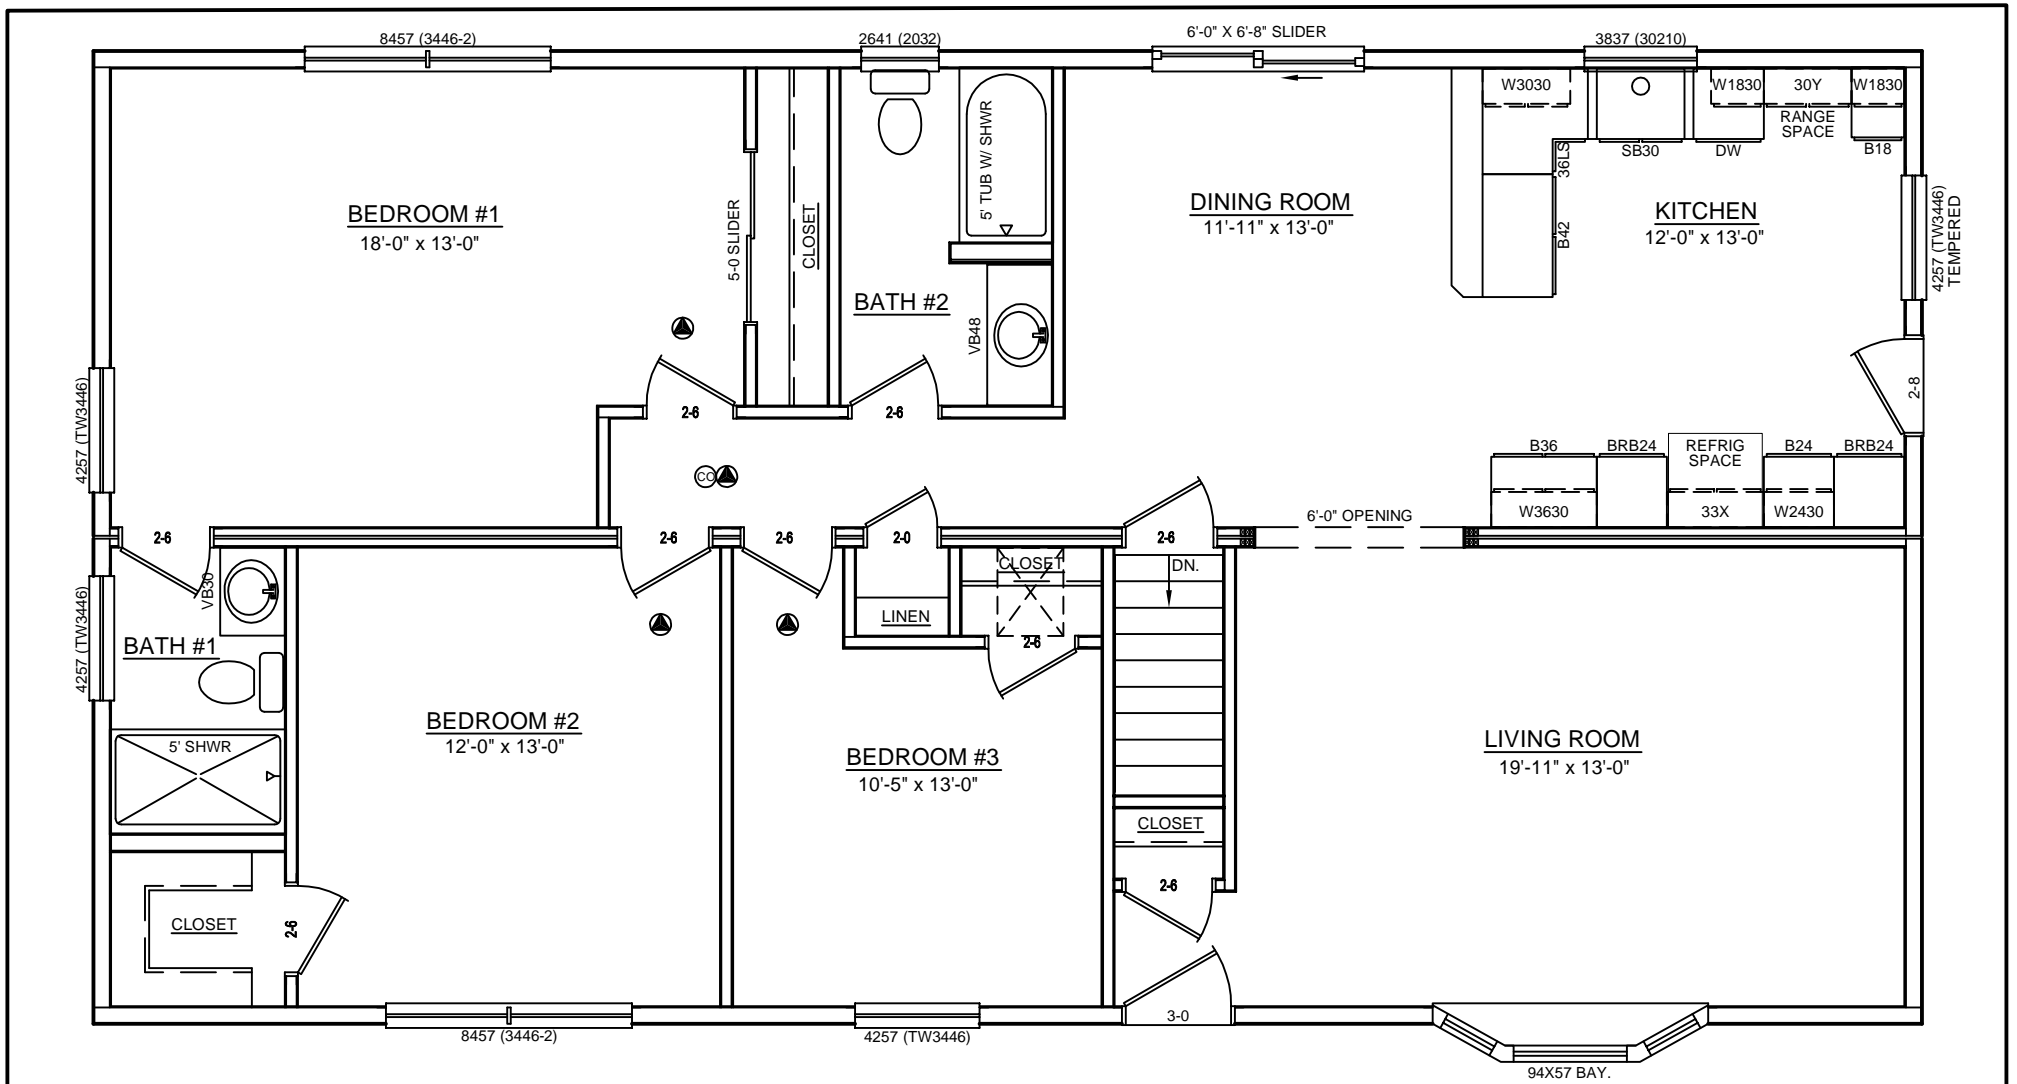 8457 (3446-2)
2641 (2032)
6'-0" X 6'-8" SLIDER
3837 (30210)
W3030
W1830
30Y
W1830
RANGE
SPACE
SB30
DW
B18
36LS
B42
5' TUB W/ SHWR
5-0 SLIDER
CLOSET
BEDROOM #1
18'-0" x 13'-0"
DINING ROOM
11'-11" x 13'-0"
KITCHEN
12'-0" x 13'-0"
4257 (TW3446)
TEMPERED
BATH #2
VB48
2-6
2-6
2-8
4257 (TW3446)
CO
B36
BRB24
REFRIG
SPACE
B24
BRB24
W3630
33X
W2430
6'-0" OPENING
2-6
2-6
2-6
2-0
2-6
DN.
CLOSET
VB30
4257 (TW3446)
LINEN
2-6
BATH #1
5' SHWR
BEDROOM #2
12'-0" x 13'-0"
BEDROOM #3
10'-5" x 13'-0"
LIVING ROOM
19'-11" x 13'-0"
CLOSET
2-6
CLOSET
2-6
3-0
8457 (3446-2)
4257 (TW3446)
94X57 BAY.